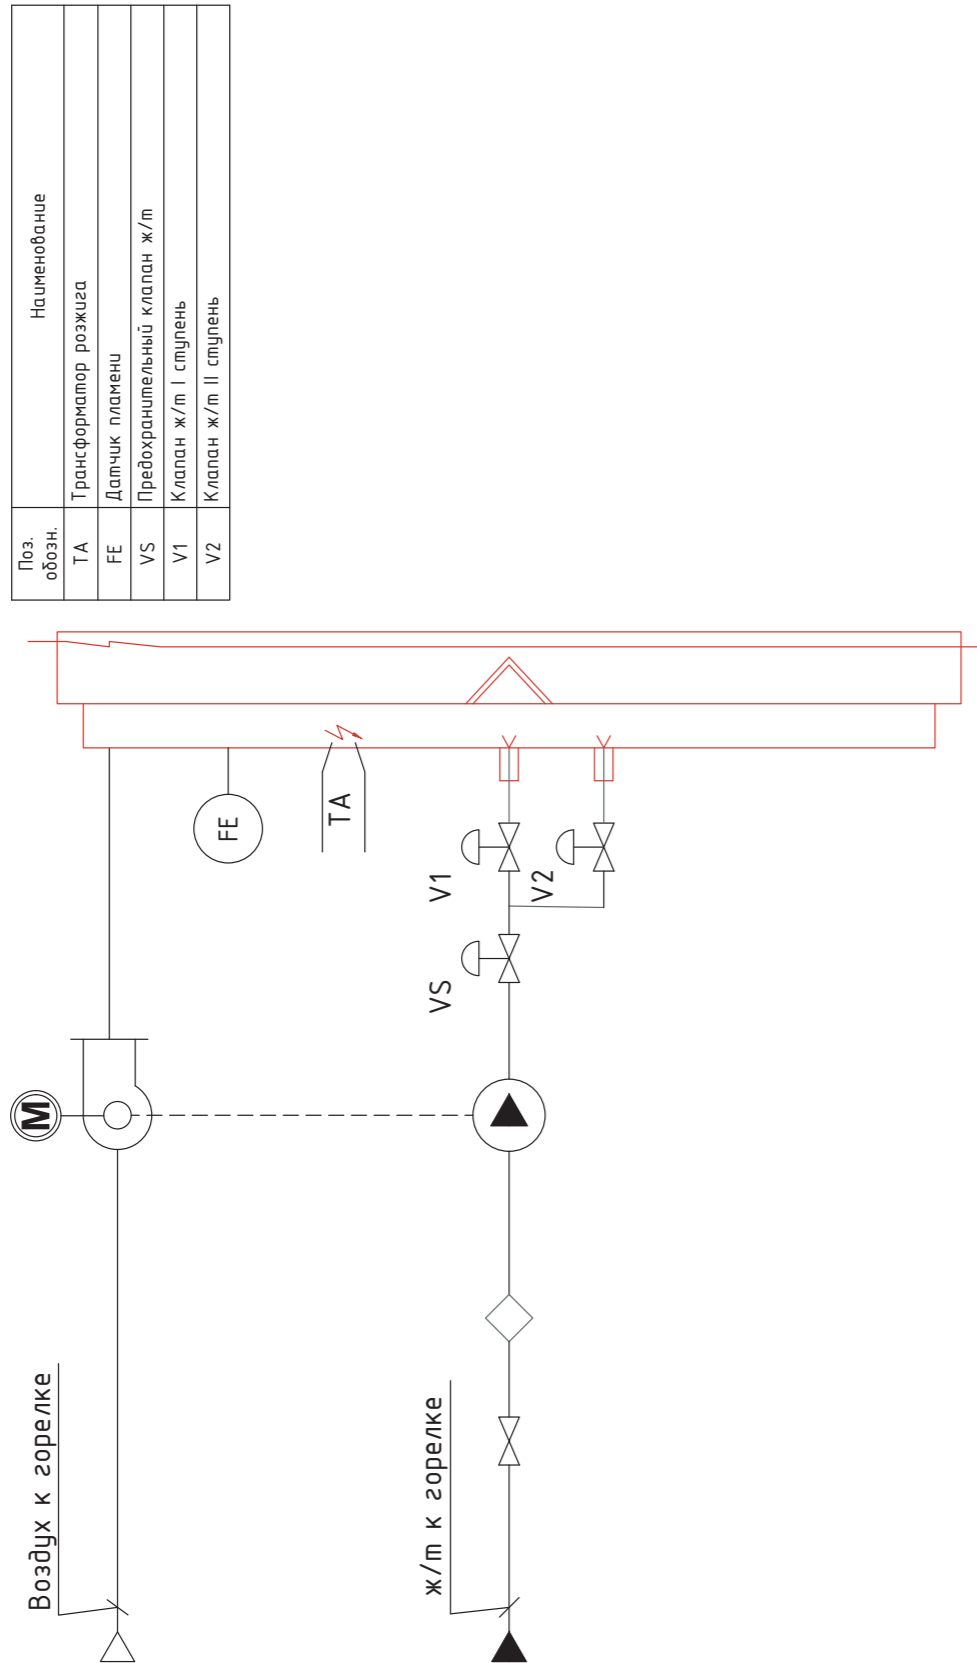 Поз.
обозн.
Наименование
TA
Трансформатор розжига
FE
Датчик пламени
VS
Предохранительный клапан ж/т
V1
Клапан ж/т I ступень
V2
Клапан ж/т II ступень
Воздух к горелке
M
FE
TA
ж/т к горелке
VS
V1
V2